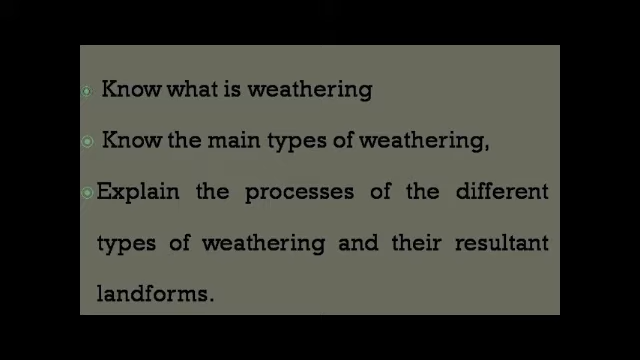 Know what is weathering
Know the main types of weathering,
Explain the processes of the different
types of weathering and their resultant
landforms.